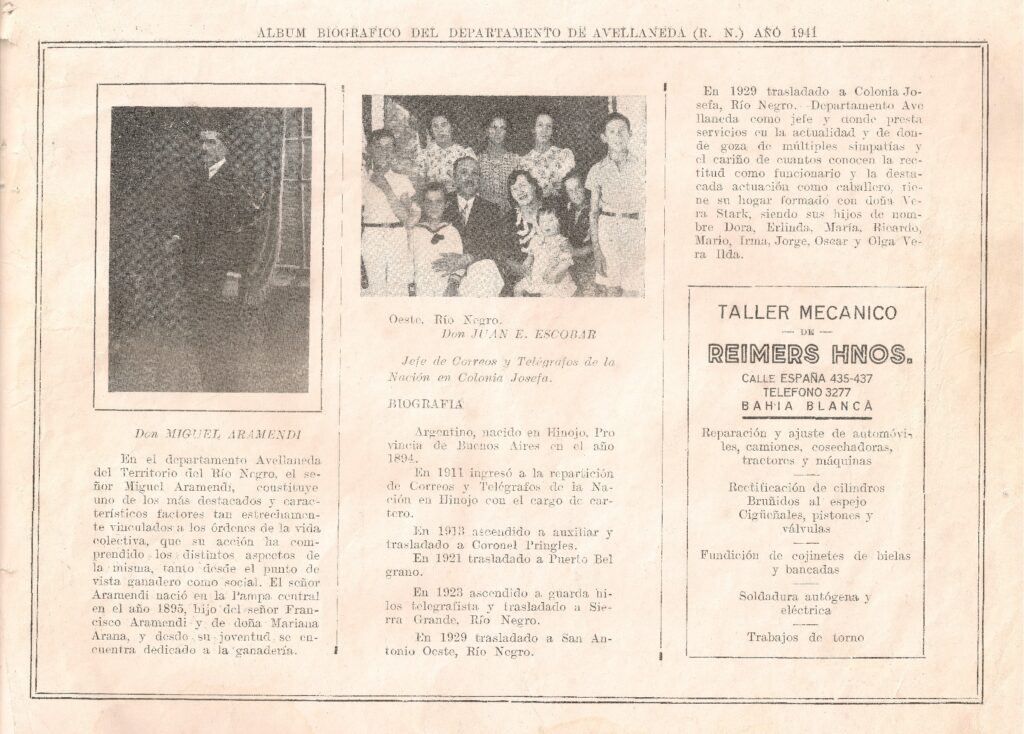 ALBUM BIOGRAFICO DEL DEPARTAMENTO DE AVELLANEDA (R. N.) AÑO 1941
Don MIGUEL ARAMENDI
En el departamento Avellaneda
del Territorio del Río Negro, el se-
ñor Miguel Aramendi, constituye
uno de los más destacados y carac-
terísticos factores tan estrechamen-
te vinculados a los órdenes de la vida
colectiva, que su acción ha com-
prendido los distintos aspectos de
la misma, tanto desde el punto de
vista ganadero como social. El señor
Aramendi nació en la Pampa central
en el año 1895, hijo del señor Fran-
cisco Aramendi y de doña Mariana
Arana, y desde su juventud se en-
cuentra dedicado a la ganadería.
Oeste, Río Negro.
Don JUAN E. ESCOBAR
Jefe de Correos y Telégrafos de la
Nación en Colonia Josefa.
BIOGRAFIA
Argentino, nacido en Hinojo, Pro
vincia de Buenos Aires en el año
1894.
En 1911 ingresó a la repartición
de Correos y Telégrafos de la Na-
ción en Hinojo con el cargo de car-
tero.
En 1913 ascendido a auxiliar y
trasladado a Coronel Pringles.
En 1921 trasladado a Puerto Bel
grano.
En 1923 ascendido a guarda hi-
los telegrafista y trasladado a Sie-
rra Grande, Río Negro.
En 1929 trasladado a San An-
tonio Oeste, Río Negro.
En 1929 trasladado a Colonia Jo-
sefa, Río Negro. Departamento Ave
llaneda como jefe y donde presta
servicios en la actualidad y de don-
de goza de múltiples simpatías y
el cariño de cuantos conocen la rec-
titud como funcionario y la desta-
cada actuación como caballero, tie-
ne su hogar formado con doña Ve-
ra Stark, siendo sus hijos de nom-
bre Dora, Erlinda, María, Ricardo,
Mario, Irma, Jorge, Oscar y Olga Ve-
ra Ilda.
TALLER MECANICO
— DE —
REIMERS HNOS.
CALLE ESPAÑA 435-437
TELEFONO 3277
BAHIA BLANCA
Reparación y ajuste de automóvi-
les, camiones, cosechadoras,
tractores y máquinas
Rectificación de cilindros
Bruñidos al espejo
Cigüeñales, pistones y
válvulas
Fundición de cojinetes de bielas
y bancadas
Soldadura autógena y
eléctrica
Trabajos de torno